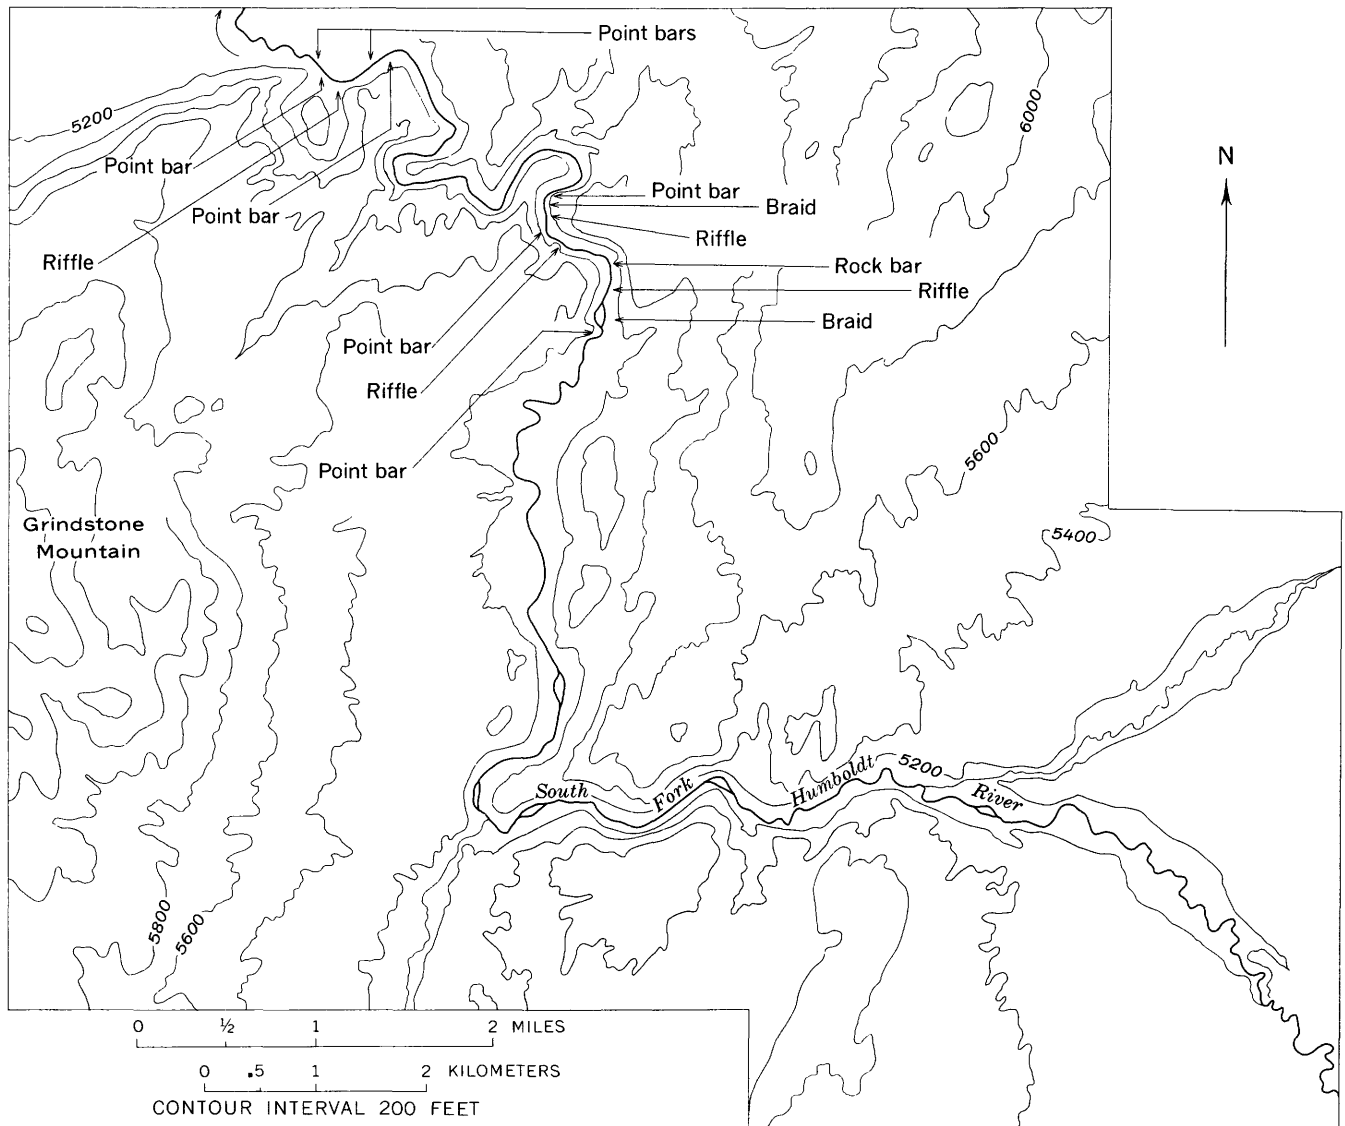 Point bars
5200
6000
N
Point bar
Point bar
Braid
Point bar
Riffle
Riffle
Rock bar
Riffle
Braid
Point bar
Riffle
5600
Point bar
Grindstone
Mountain
5400
5200
South Fork Humboldt River
5800
5600
0 ½ 1 2 MILES
0 .5 1 2 KILOMETERS
CONTOUR INTERVAL 200 FEET